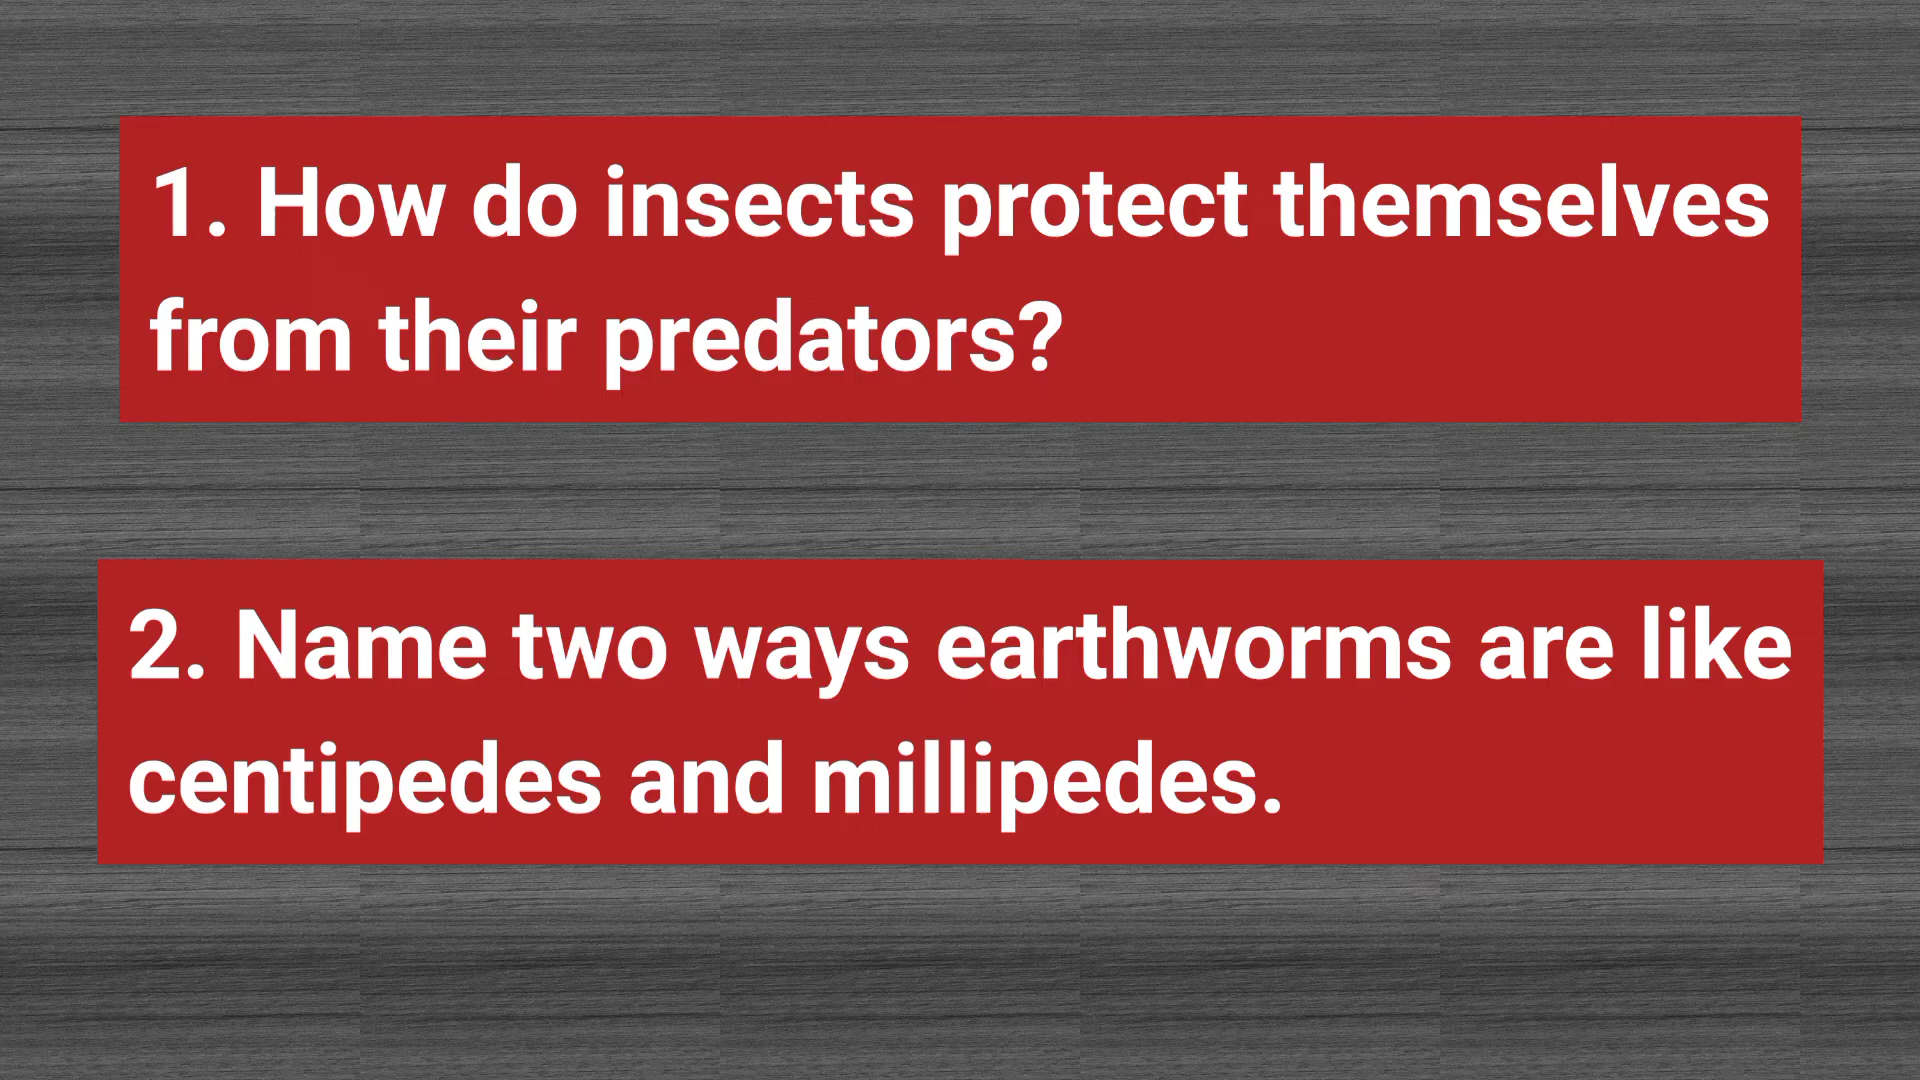 1. How do insects protect themselves
from their predators?
2. Name two ways earthworms are like
centipedes and millipedes.